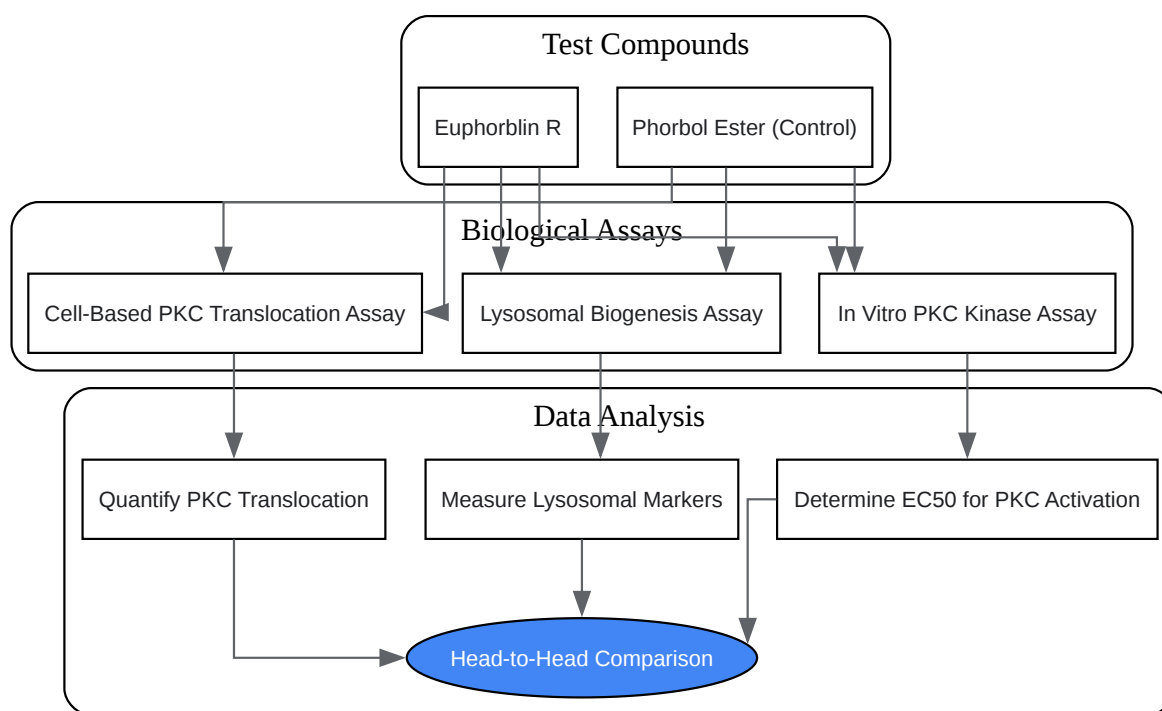 Test Compounds
Euphorblin R
Phorbol Ester (Control)
Biological Assays
Cell-Based PKC Translocation Assay
Lysosomal Biogenesis Assay
In Vitro PKC Kinase Assay
Data Analysis
Quantify PKC Translocation
Measure Lysosomal Markers
Determine EC50 for PKC Activation
Head-to-Head Comparison